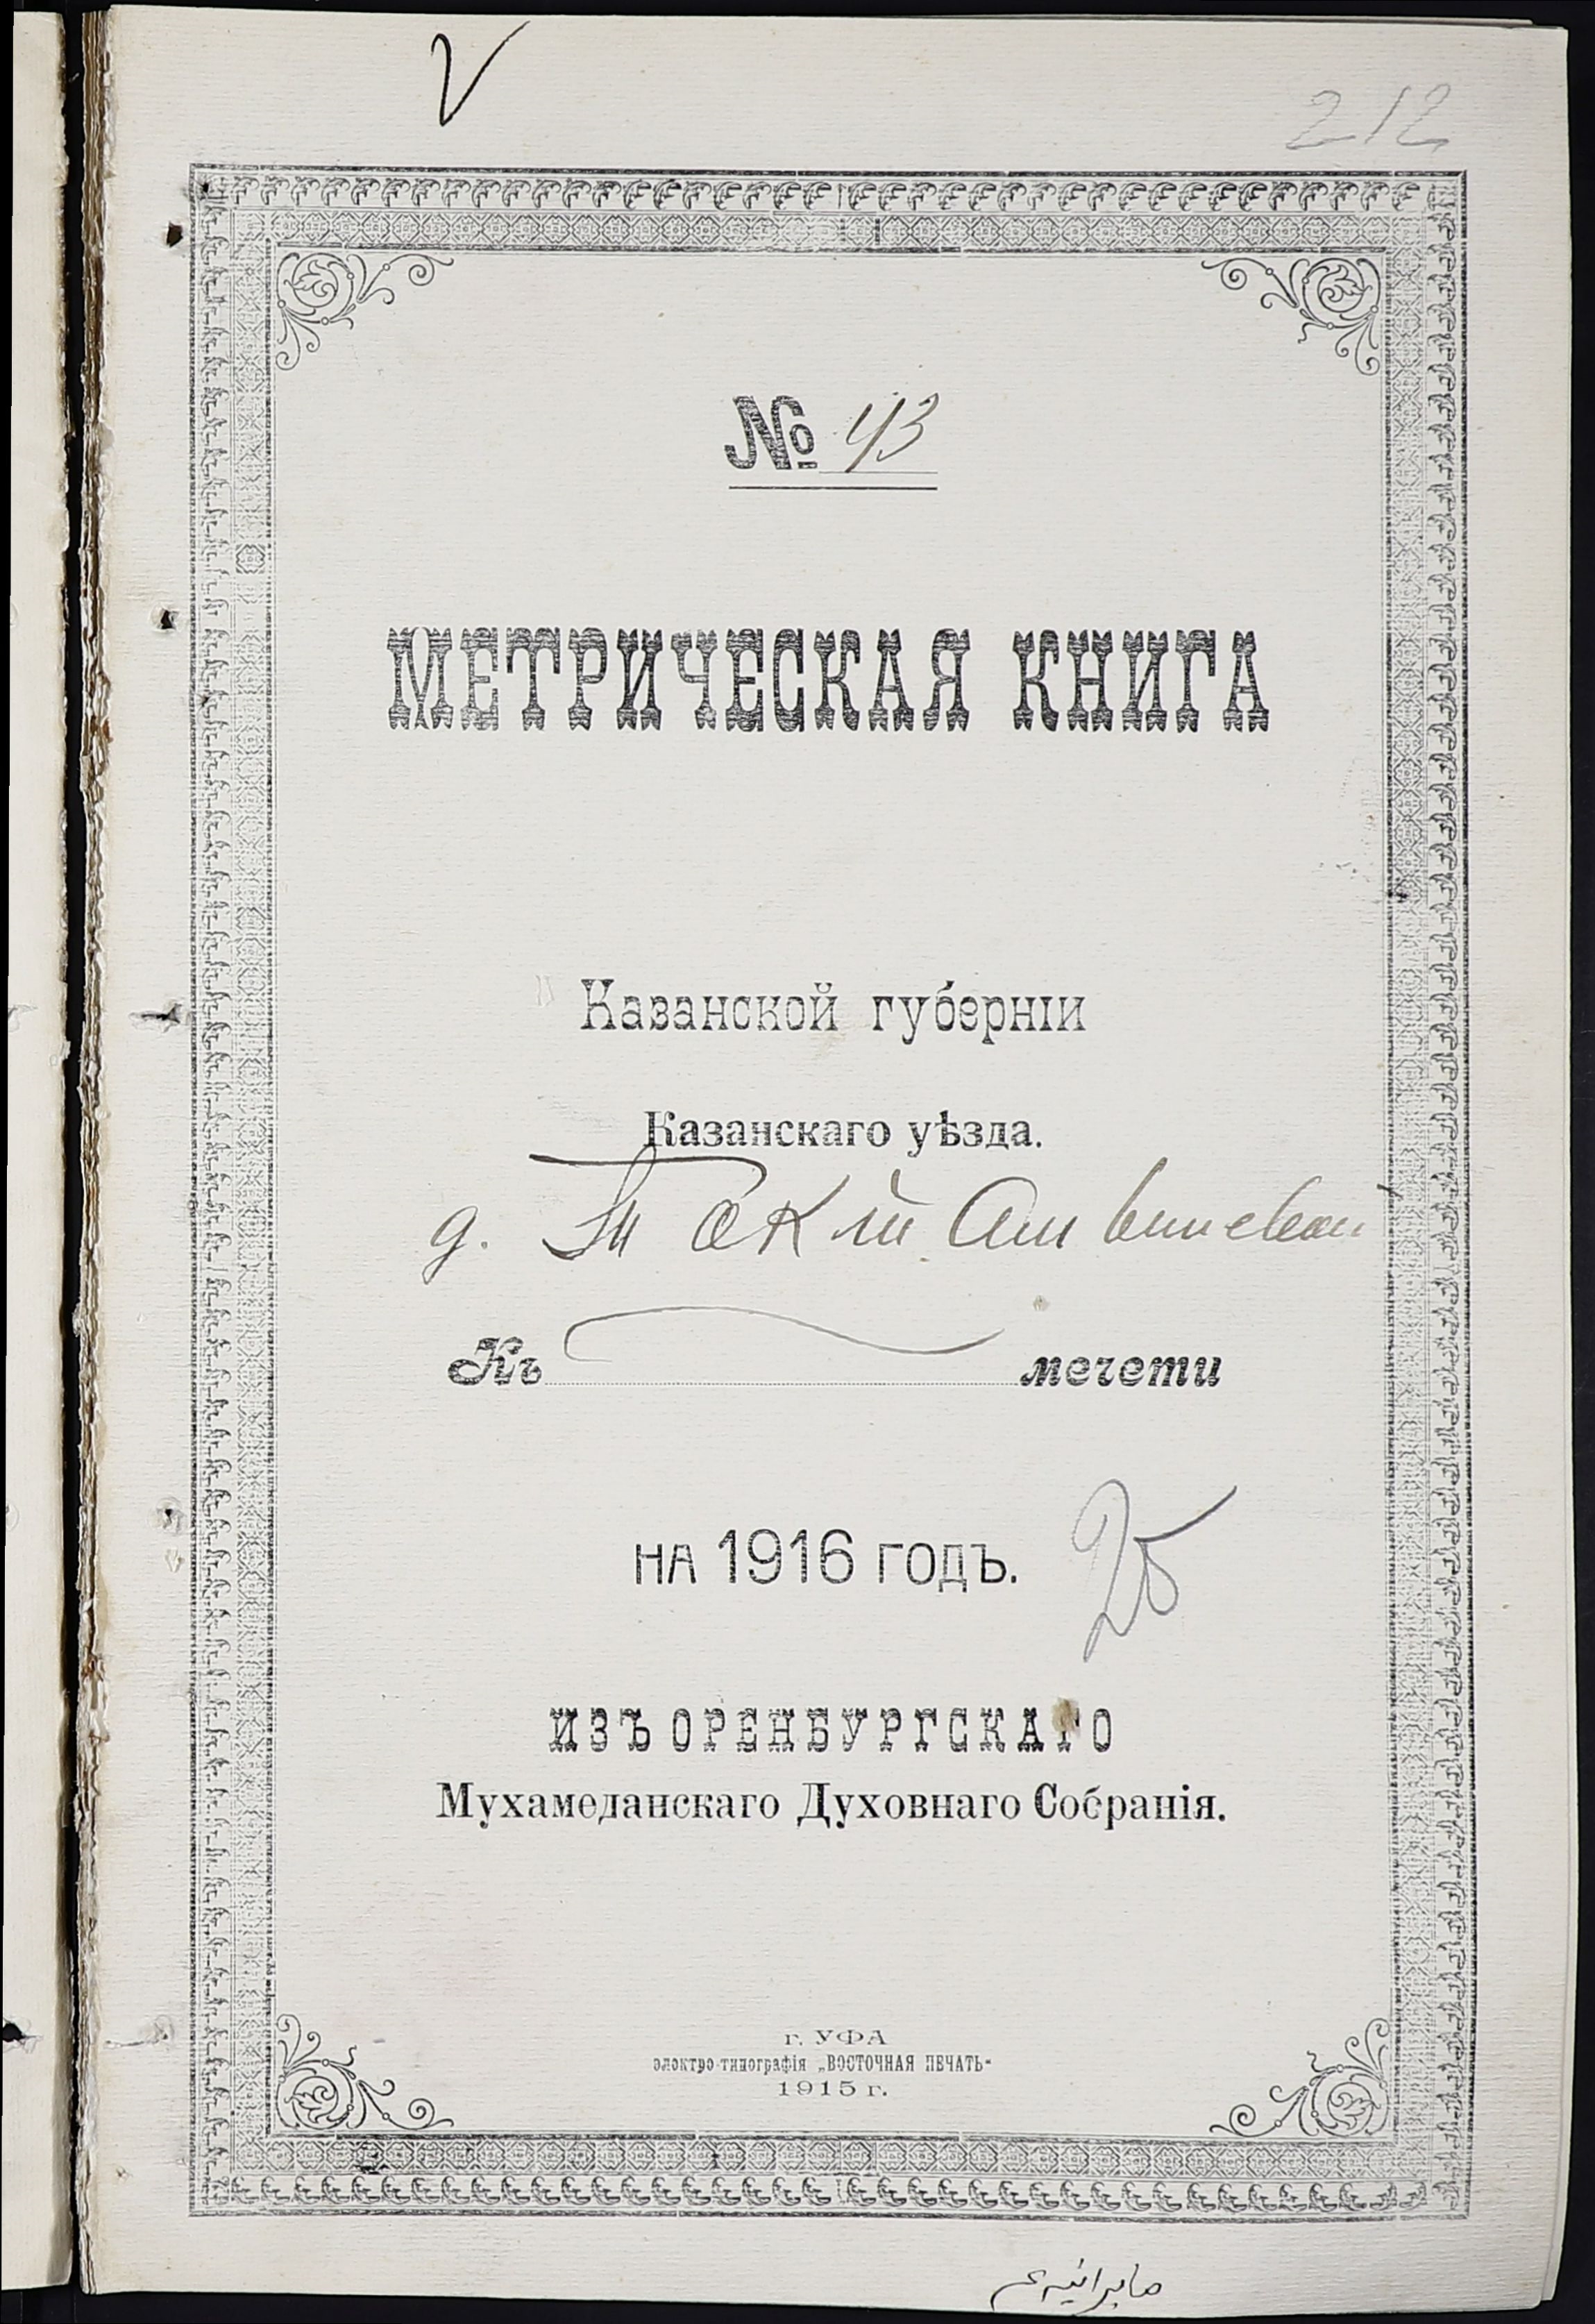 212
№ 43
МЕТРИЧЕСКАЯ КНИГА
Казанской губерніи
Казанскаго уѣзда.
д.
Къ мечети
на 1916 годъ.
25
ИЗЪ ОРЕНБУРГСКАГО
Мухамеданскаго Духовнаго Собранія.
г. УФА
электро-типографія „ВОСТОЧНАЯ ПЕЧАТЬ“
1915 г.